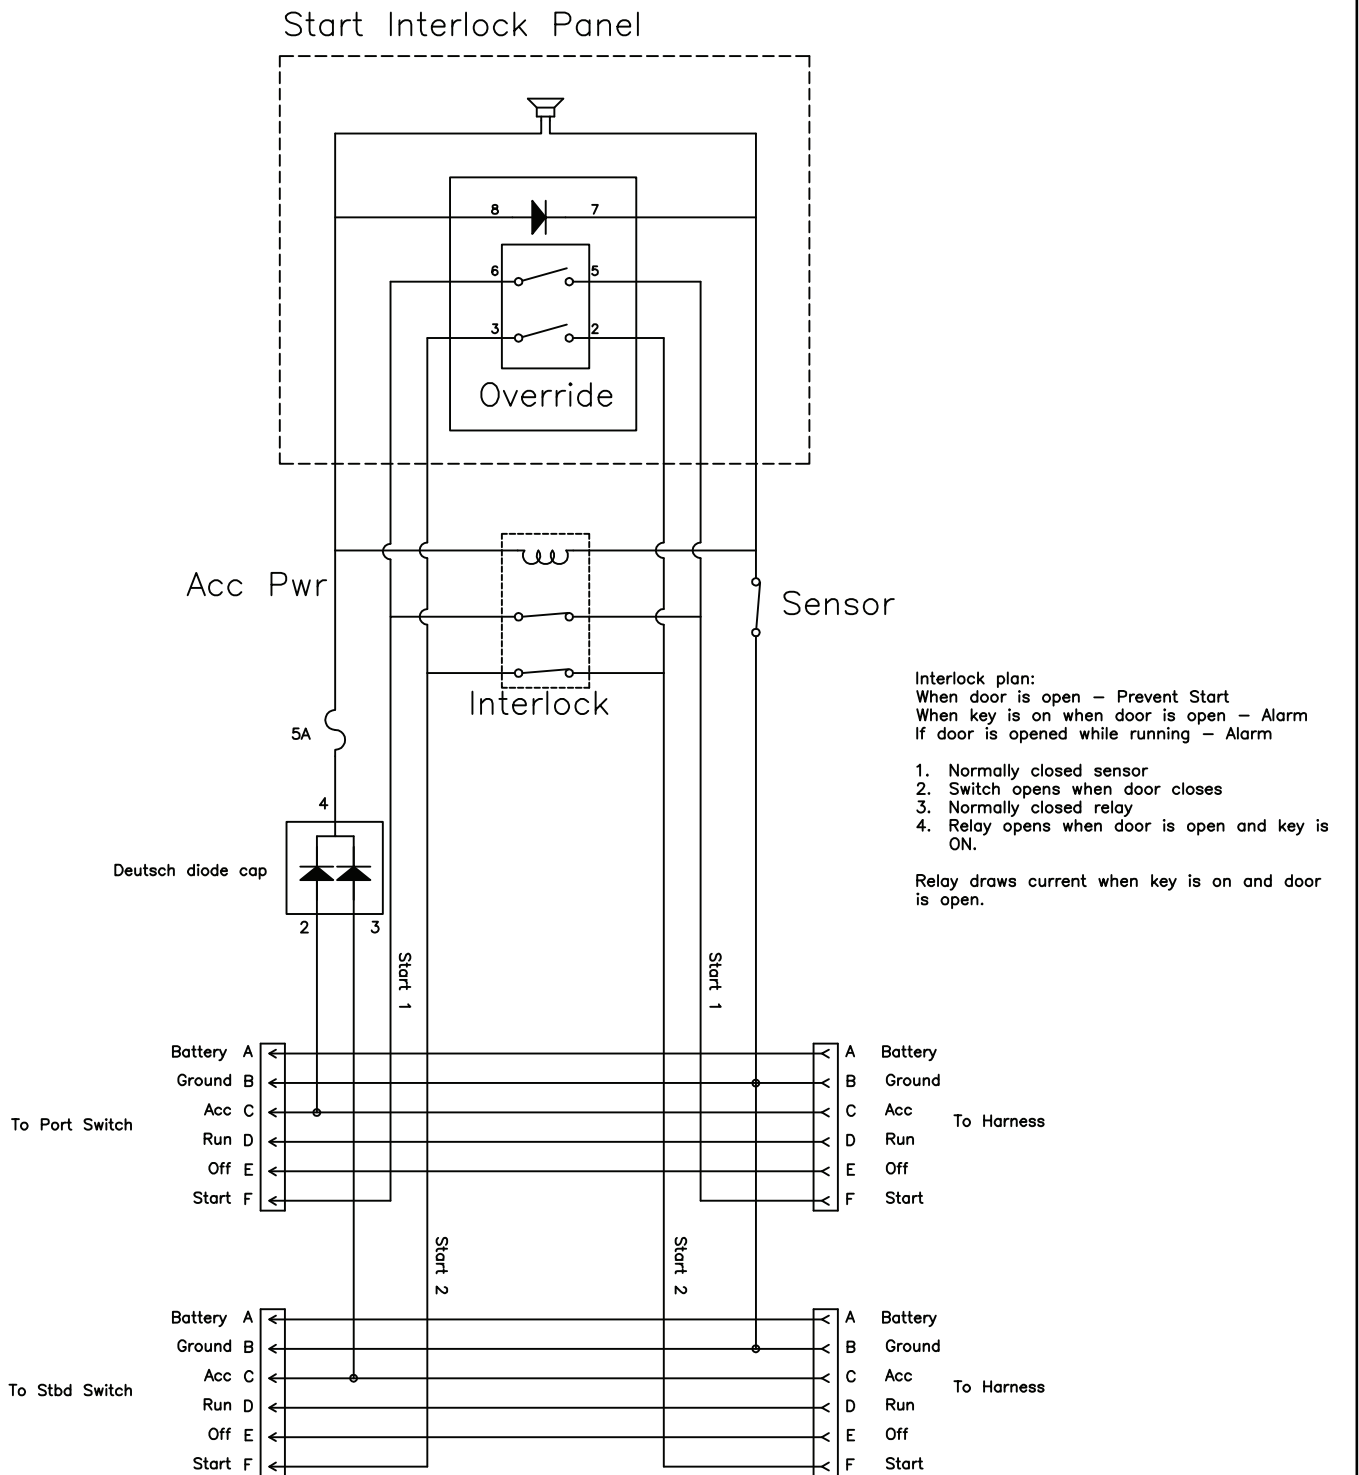 Start Interlock Panel
8 7
6 5
3 2
Override
Acc Pwr
Sensor
Interlock
Interlock plan:
When door is open – Prevent Start
When key is on when door is open – Alarm
If door is opened while running – Alarm
1. Normally closed sensor
2. Switch opens when door closes
3. Normally closed relay
4. Relay opens when door is open and key is
ON.
Relay draws current when key is on and door
is open.
5A
4
Deutsch diode cap
2 3
Start 1
Start 1
Battery A
Ground B
Acc C
Run D
Off E
Start F
To Port Switch
A Battery
B Ground
C Acc
D Run
E Off
F Start
To Harness
Start 2
Start 2
Battery A
Ground B
Acc C
Run D
Off E
Start F
To Stbd Switch
A Battery
B Ground
C Acc
D Run
E Off
F Start
To Harness